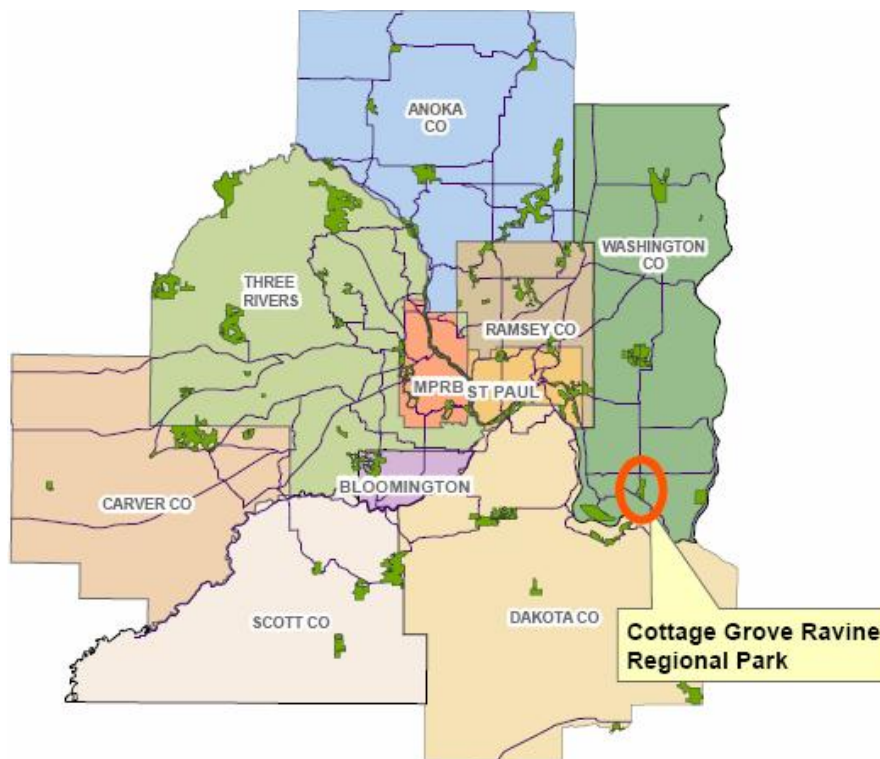 ANOKA
CO
WASHINGTON
CO
THREE
RIVERS
RAMSEY CO
MPRB
ST PAUL
BLOOMINGTON
CARVER CO
SCOTT CO
DAKOTA CO
Cottage Grove Ravine
Regional Park